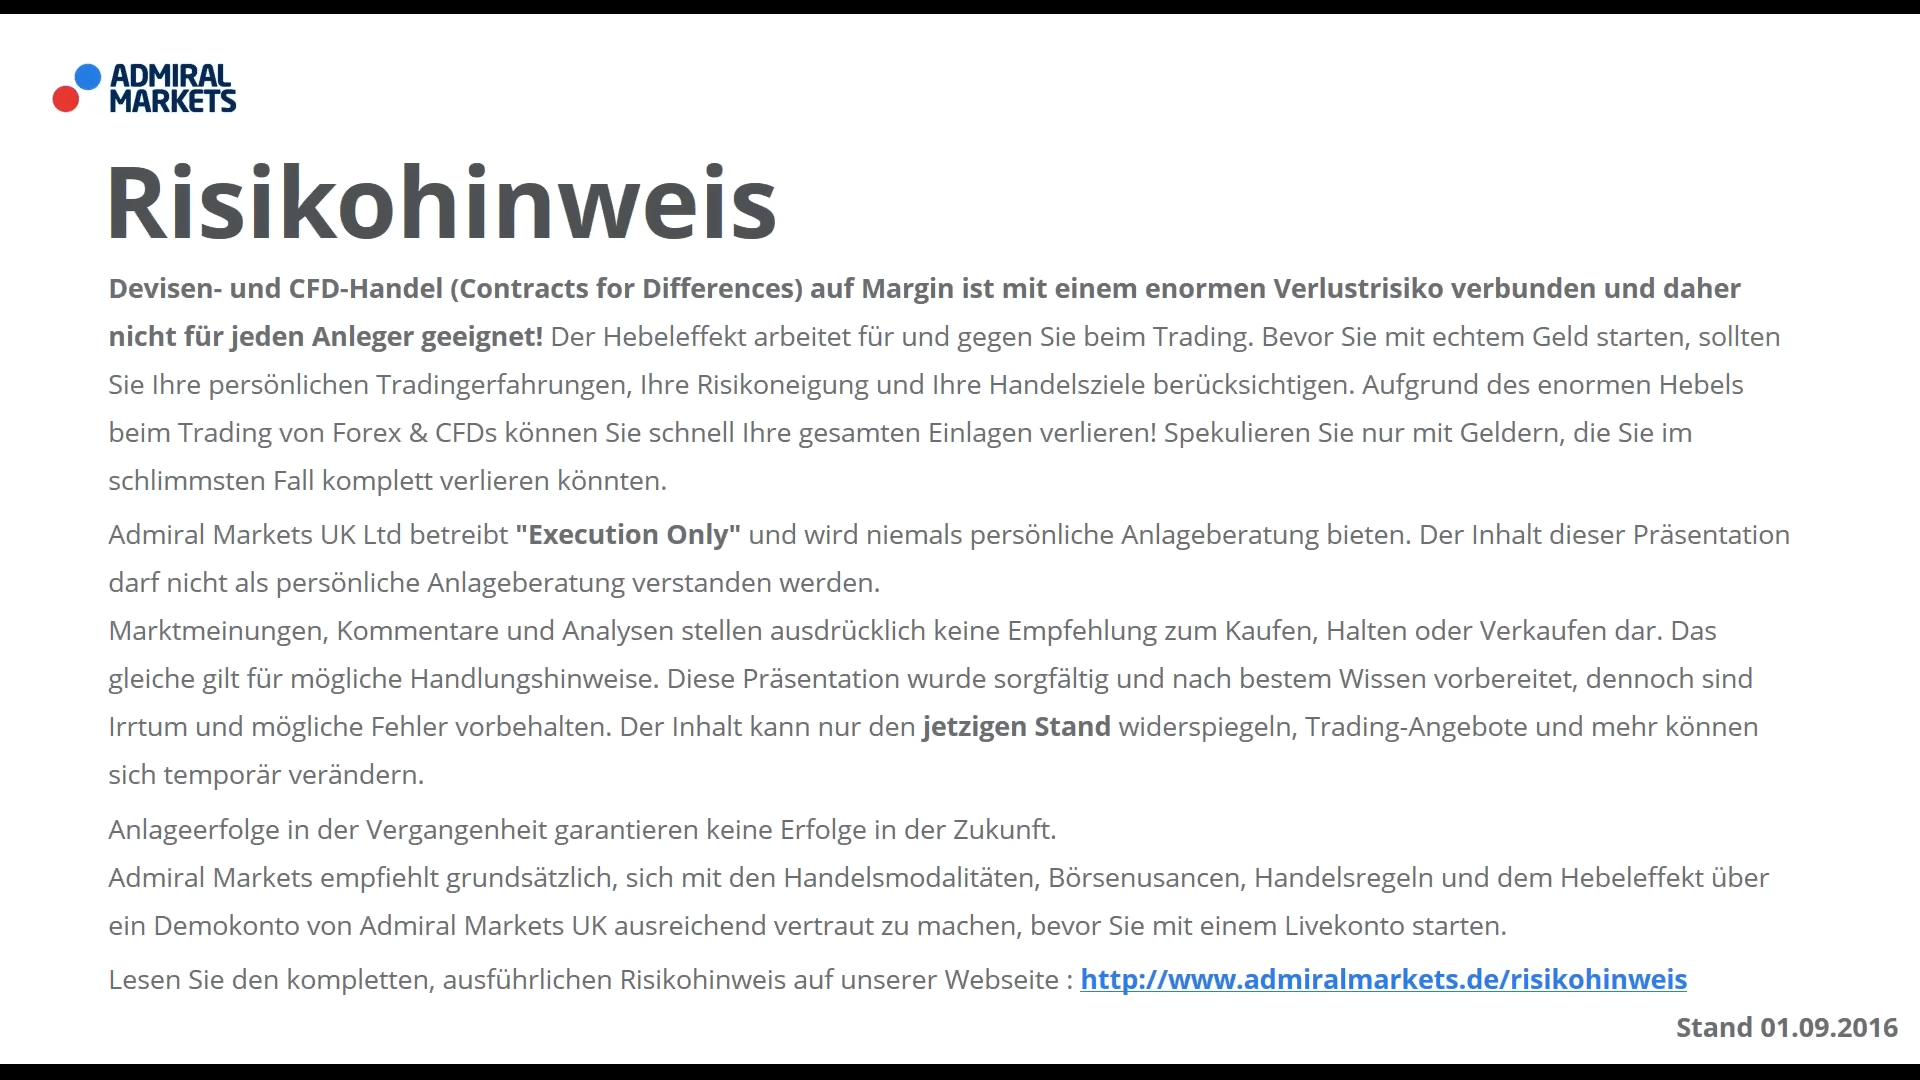 ADMIRAL
MARKETS
Risikohinweis
Devisen- und CFD-Handel (Contracts for Differences) auf Margin ist mit einem enormen Verlustrisiko verbunden und daher
nicht für jeden Anleger geeignet! Der Hebeleffekt arbeitet für und gegen Sie beim Trading. Bevor Sie mit echtem Geld starten, sollten
Sie Ihre persönlichen Tradingerfahrungen, Ihre Risikoneigung und Ihre Handelsziele berücksichtigen. Aufgrund des enormen Hebels
beim Trading von Forex & CFDs können Sie schnell Ihre gesamten Einlagen verlieren! Spekulieren Sie nur mit Geldern, die Sie im
schlimmsten Fall komplett verlieren könnten.
Admiral Markets UK Ltd betreibt "Execution Only" und wird niemals persönliche Anlageberatung bieten. Der Inhalt dieser Präsentation
darf nicht als persönliche Anlageberatung verstanden werden.
Marktmeinungen, Kommentare und Analysen stellen ausdrücklich keine Empfehlung zum Kaufen, Halten oder Verkaufen dar. Das
gleiche gilt für mögliche Handlungshinweise. Diese Präsentation wurde sorgfältig und nach bestem Wissen vorbereitet, dennoch sind
Irrtum und mögliche Fehler vorbehalten. Der Inhalt kann nur den jetzigen Stand widerspiegeln, Trading-Angebote und mehr können
sich temporär verändern.
Anlageerfolge in der Vergangenheit garantieren keine Erfolge in der Zukunft.
Admiral Markets empfiehlt grundsätzlich, sich mit den Handelsmodalitäten, Börsenusancen, Handelsregeln und dem Hebeleffekt über
ein Demokonto von Admiral Markets UK ausreichend vertraut zu machen, bevor Sie mit einem Livekonto starten.
Lesen Sie den kompletten, ausführlichen Risikohinweis auf unserer Webseite : http://www.admiralmarkets.de/risikohinweis
Stand 01.09.2016